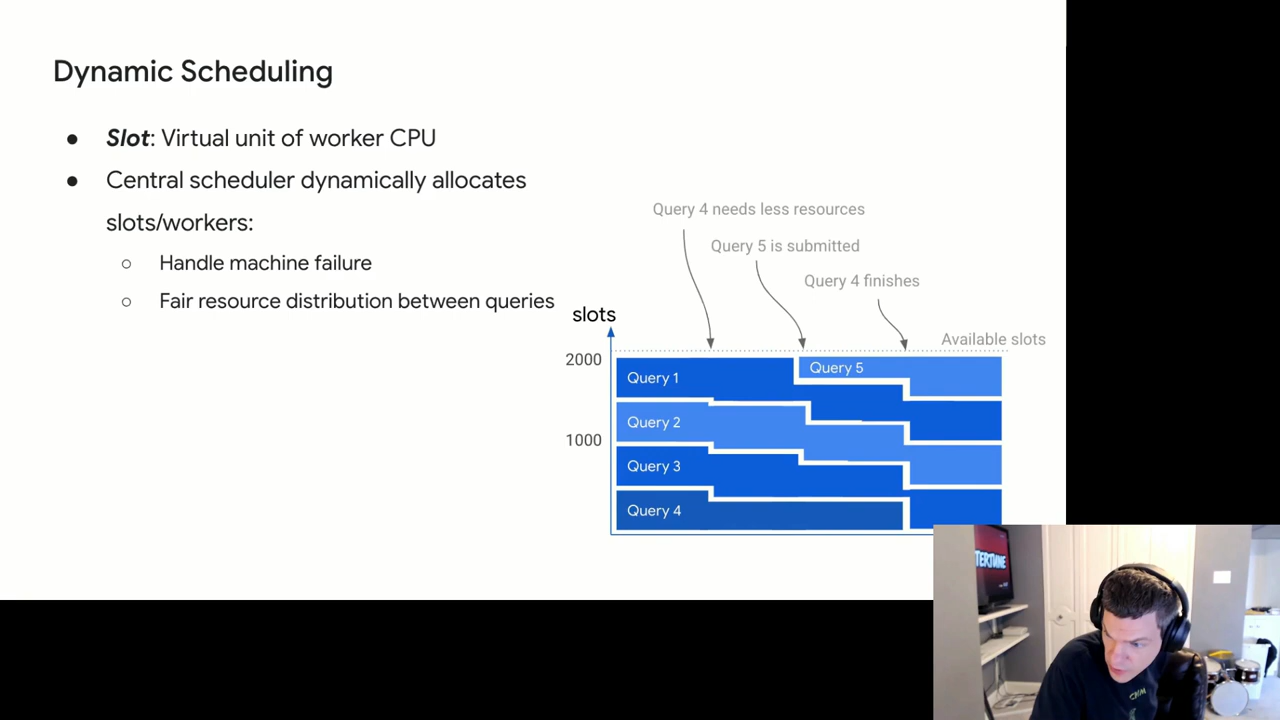 Dynamic Scheduling
● Slot: Virtual unit of worker CPU
● Central scheduler dynamically allocates
slots/workers:
○ Handle machine failure
○ Fair resource distribution between queries
Query 4 needs less resources
Query 5 is submitted
Query 4 finishes
slots
Available slots
2000
1000
Query 1
Query 5
Query 2
Query 3
Query 4